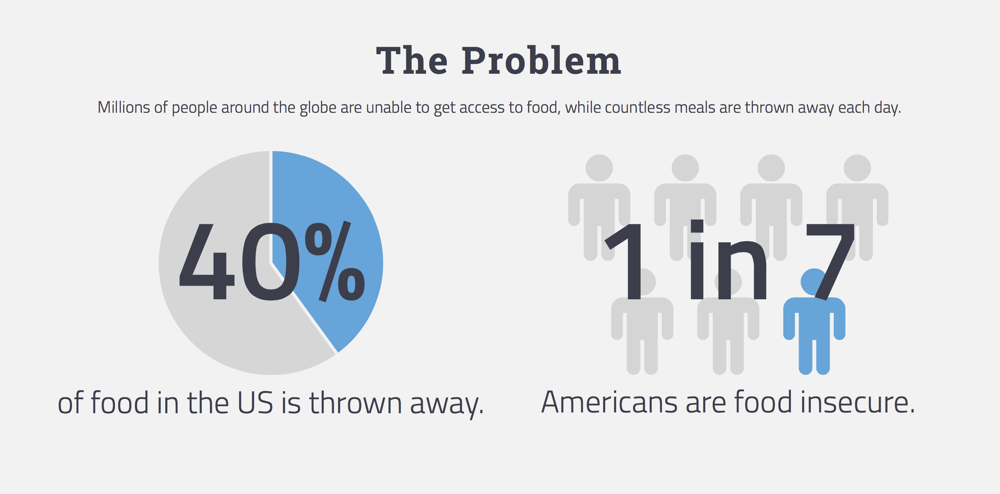 The Problem
Millions of people around the globe are unable to get access to food, while countless meals are thrown away each day.
40%
of food in the US is thrown away.
1 in 7
Americans are food insecure.